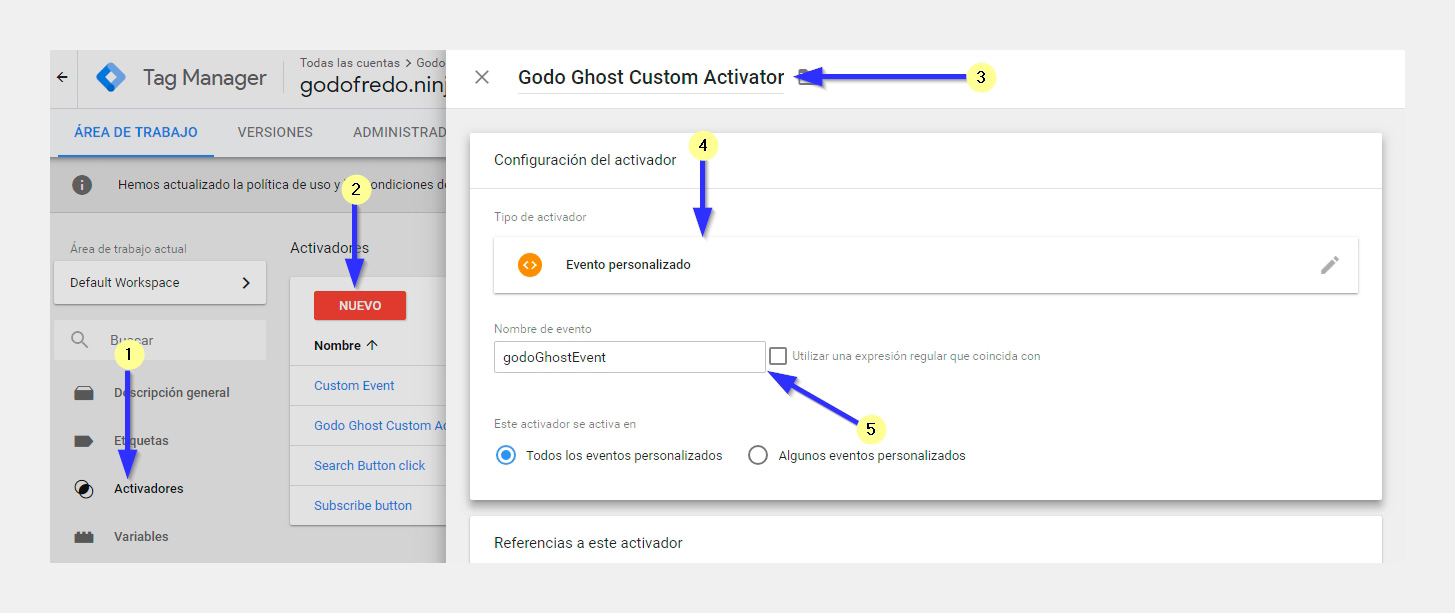 Tag Manager
Todas las cuentas > Godo
godofredo.ninj
Godo Ghost Custom Activator
3
ÁREA DE TRABAJO VERSIONES ADMINISTRAD
4
Configuración del activador
Hemos actualizado la política de uso y condiciones de
2
Tipo de activador
Área de trabajo actual
Activadores
Default Workspace
Evento personalizado
NUEVO
Buscar
1
Nombre
Nombre de evento
godoGhostEvent
Utilizar una expresión regular que coincida con
Custom Event
Descripción general
Godo Ghost Custom Ac
Este activador se activa en
5
Etiquetas
Todos los eventos personalizados
Algunos eventos personalizados
Search Button click
Activadores
Subscribe button
Variables
Referencias a este activador